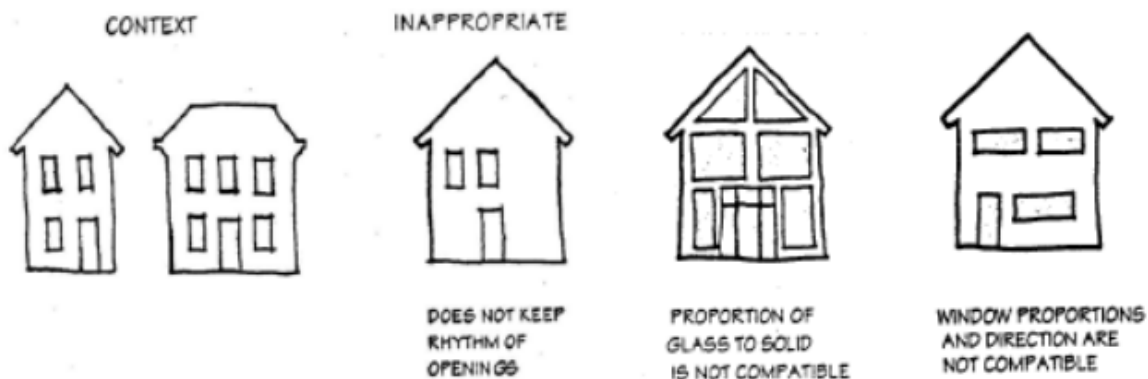 CONTEXT
INAPPROPRIATE
DOES NOT KEEP
RHYTHM OF
OPENINGS
PROPORTION OF
GLASS TO SOLID
IS NOT COMPATIBLE
WINDOW PROPORTIONS
AND DIRECTION ARE
NOT COMPATIBLE